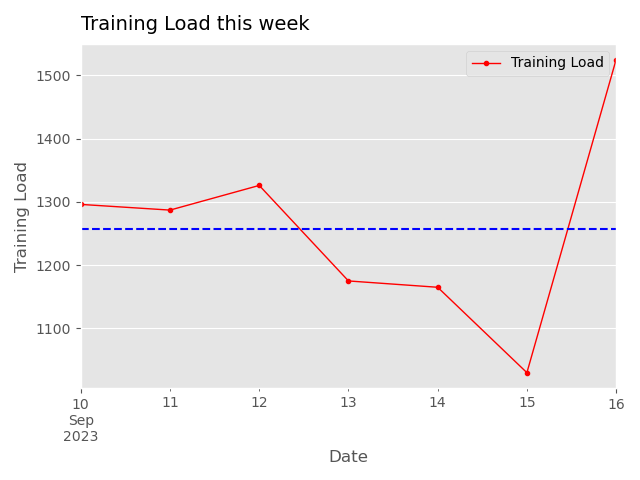 Training Load this week
Training Load
1500
1400
1300
1200
1100
Training Load
10 11 12 13 14 15 16
Sep
2023
Date